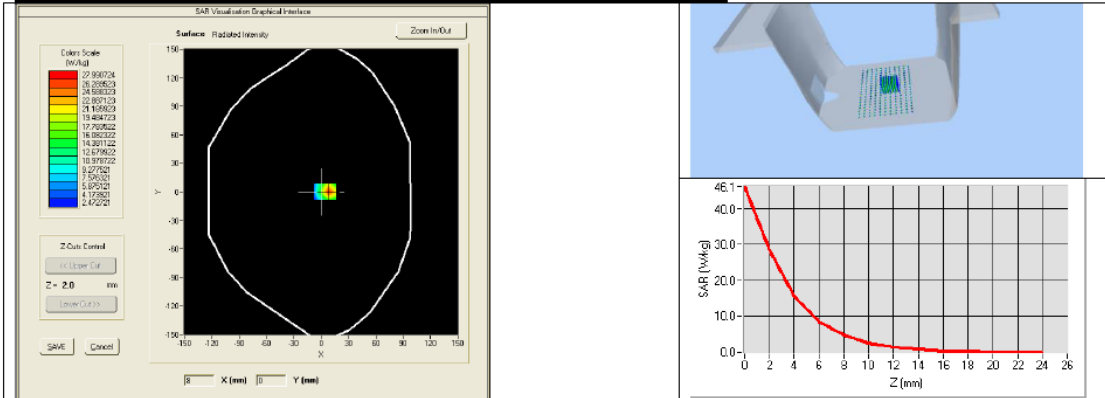 SAR Visualisation Graphical Interface
Surface Radiated Intensity
Zoom In/Out
Colors Scale
(W/kg)
27.990724
26.289523
24.588323
22.887123
21.185923
19.484723
17.783522
16.082322
14.381122
12.679922
10.978722
9.277521
7.576321
5.875121
4.173921
2.472721
Z-Cuts Control
<< Upper Cut
Z = 2.0 mm
Lower Cut >>
SAVE Cancel
150-
120-
90-
60-
30-
0-
-30-
-60-
-90-
-120-
-150-
Y
-150 -120 -90 -60 -30 0 30 60 90 120 150
X
8 X (mm) 0 Y (mm)
46.1-
40.0-
30.0-
20.0-
10.0-
0.0-
SAR (W/kg)
0 2 4 6 8 10 12 14 16 18 20 22 24 26
Z (mm)